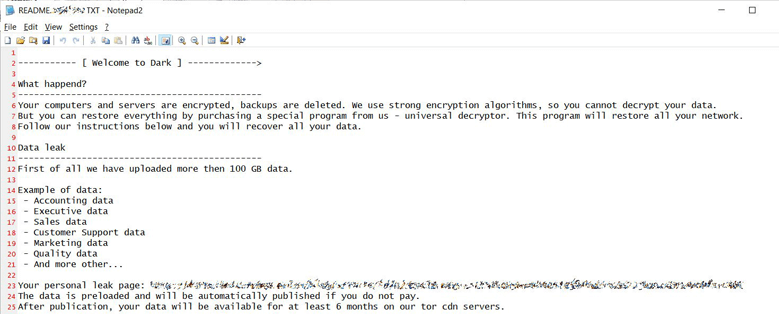 README. .TXT - Notepad2
File Edit View Settings ?
1
2 ----------- [ Welcome to Dark ] ------------->
3
4 What happend?
5 ----------------------------------------------
6 Your computers and servers are encrypted, backups are deleted. We use strong encryption algorithms, so you cannot decrypt your data.
7 But you can restore everything by purchasing a special program from us - universal decryptor. This program will restore all your network.
8 Follow our instructions below and you will recover all your data.
9
10 Data leak
11 ----------------------------------------------
12 First of all we have uploaded more then 100 GB data.
13
14 Example of data:
15 - Accounting data
16 - Executive data
17 - Sales data
18 - Customer Support data
19 - Marketing data
20 - Quality data
21 - And more other...
22
23 Your personal leak page:
24 The data is preloaded and will be automatically published if you do not pay.
25 After publication, your data will be available for at least 6 months on our tor cdn servers.